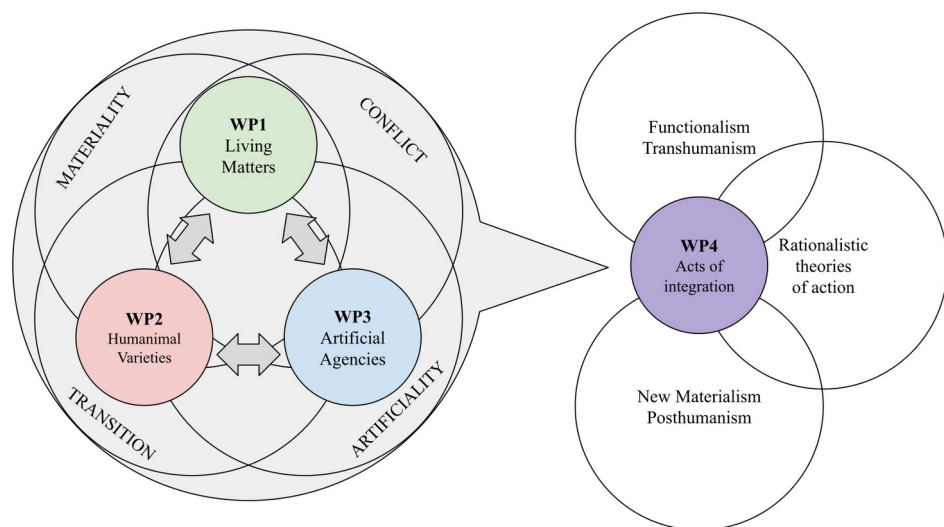 MATERIALITY
CONFLICT
WP1
Living
Matters
WP2
Humanimal
Varieties
WP3
Artificial
Agencies
TRANSITION
ARTIFICIALITY
Functionalism
Transhumanism
WP4
Acts of
integration
Rationalistic
theories
of action
New Materialism
Posthumanism